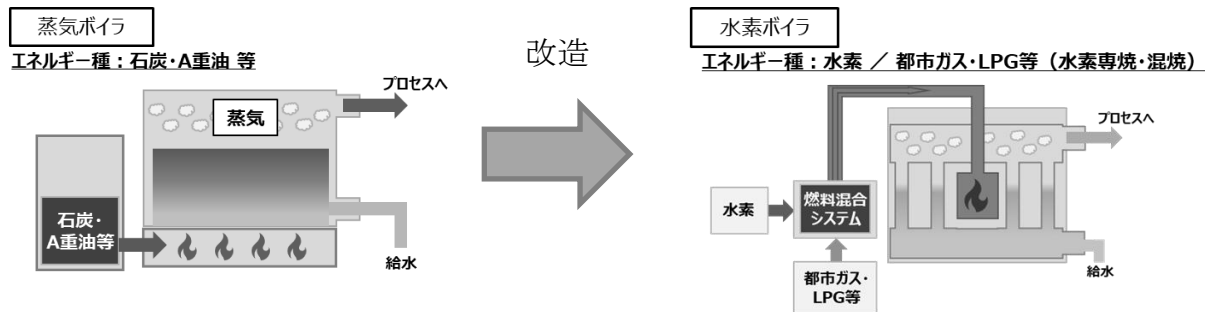 蒸気ボイラ
エネルギー種：石炭・A重油 等
プロセスへ
蒸気
石炭・
A重油等
給水
改造
水素ボイラ
エネルギー種：水素 ／ 都市ガス・LPG等（水素専焼・混焼）
プロセスへ
水素
燃料混合
システム
都市ガス・
LPG等
給水